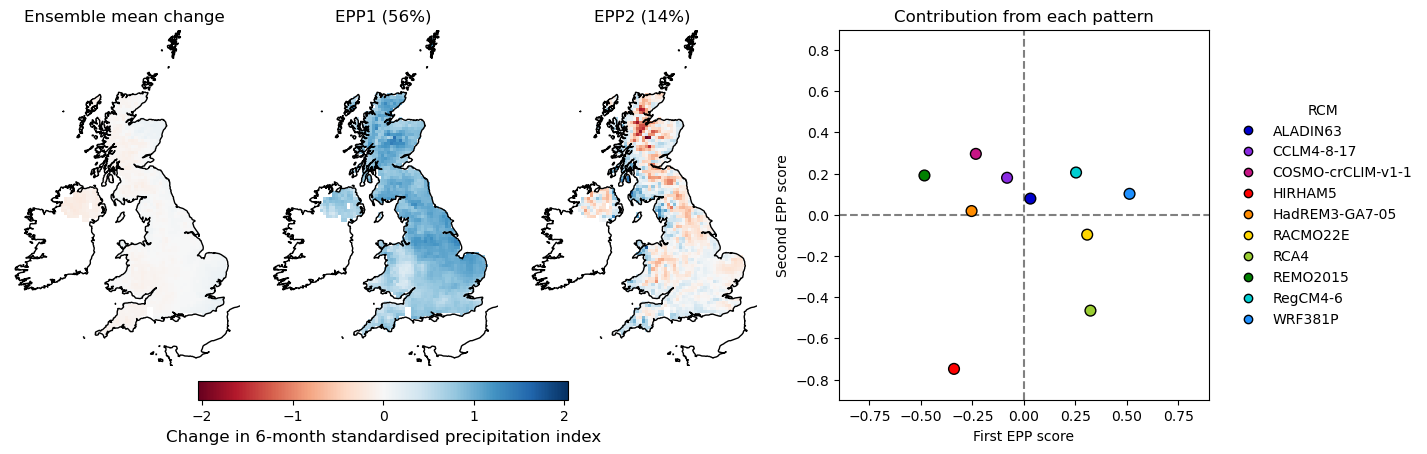 Ensemble mean change
EPP1 (56%)
EPP2 (14%)
−2 −1 0 1 2
Change in 6-month standardised precipitation index
Contribution from each pattern
Second EPP score
0.8
0.6
0.4
0.2
0.0
−0.2
−0.4
−0.6
−0.8
−0.75 −0.50 −0.25 0.00 0.25 0.50 0.75
First EPP score
RCM
ALADIN63
CCLM4-8-17
COSMO-crCLIM-v1-1
HIRHAM5
HadREM3-GA7-05
RACMO22E
RCA4
REMO2015
RegCM4-6
WRF381P